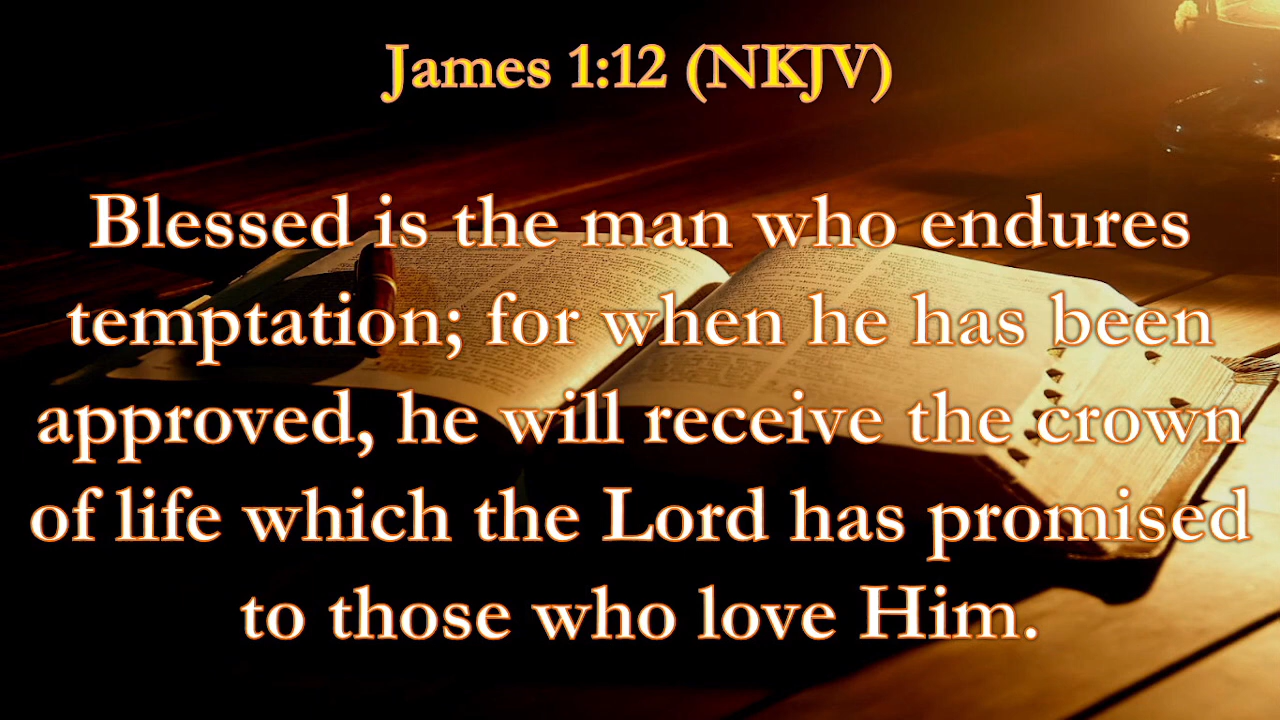 James 1:12 (NKJV)
Blessed is the man who endures
temptation; for when he has been
approved, he will receive the crown
of life which the Lord has promised
to those who love Him.